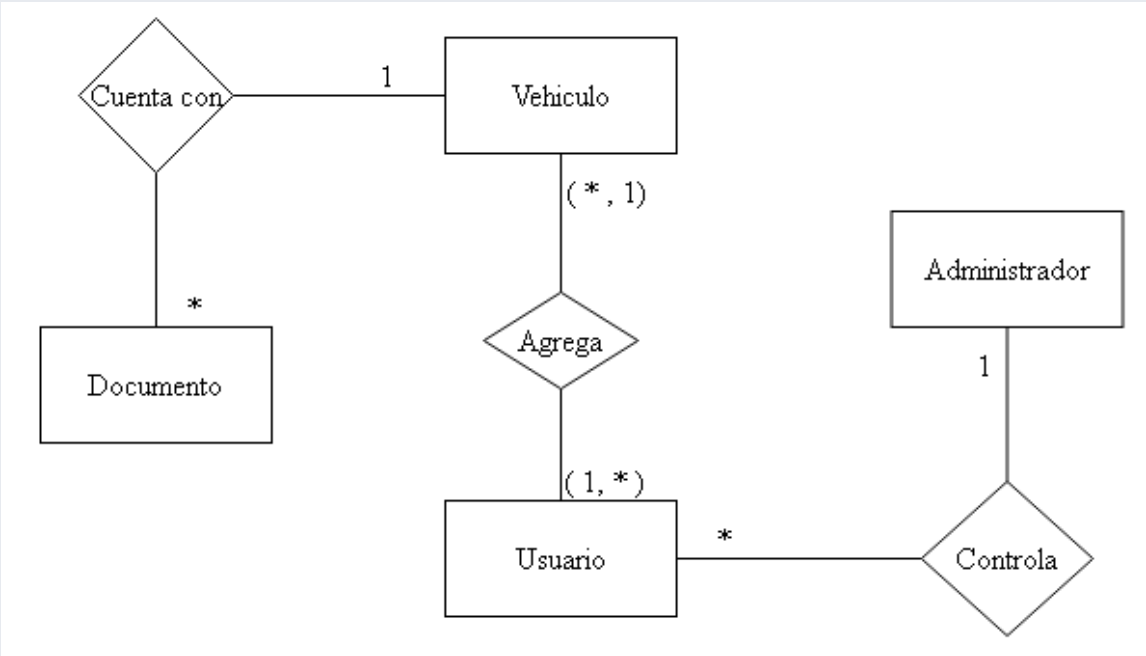 1
Cuenta con
Vehiculo
( * , 1)
Administrador
*
1
Agrega
Documento
( 1, * )
*
Usuario
Controla